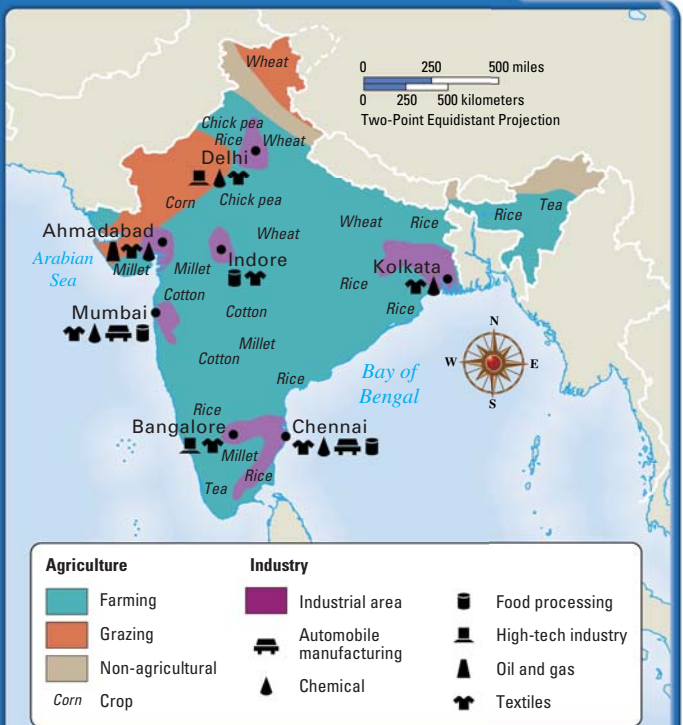 Wheat
0 250 500 miles
0 250 500 kilometers
Two-Point Equidistant Projection
Chick pea
Rice
Wheat
Delhi
Corn
Chick pea
Wheat
Rice
Rice
Tea
Ahmadabad
Wheat
Arabian
Sea
Millet
Millet
Indore
Kolkata
Rice
Cotton
Mumbai
Cotton
Rice
Millet
Cotton
Rice
Bay of
Bengal
N
W
E
S
Rice
Bangalore
Chennai
Millet
Rice
Tea
Agriculture
Farming
Grazing
Non-agricultural
Corn Crop
Industry
Industrial area
Automobile
manufacturing
Chemical
Food processing
High-tech industry
Oil and gas
Textiles